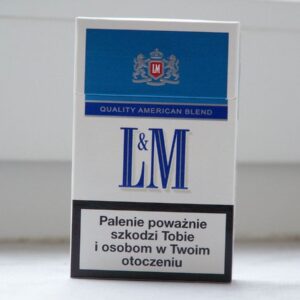 LM
QUALITY AMERICAN BLEND
L&M
Palenie poważnie
szkodzi Tobie
i osobom w Twoim
otoczeniu